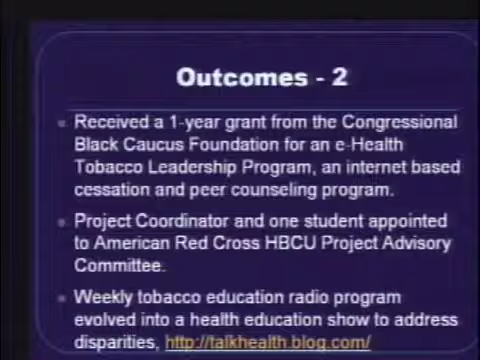 Outcomes - 2
Received a 1-year grant from the Congressional
Black Caucus Foundation for an e-Health
Tobacco Leadership Program, an internet based
cessation and peer counseling program.
Project Coordinator and one student appointed
to American Red Cross HBCU Project Advisory
Committee.
Weekly tobacco education radio program
evolved into a health education show to address
disparities, http://talkhealth.blog.com/